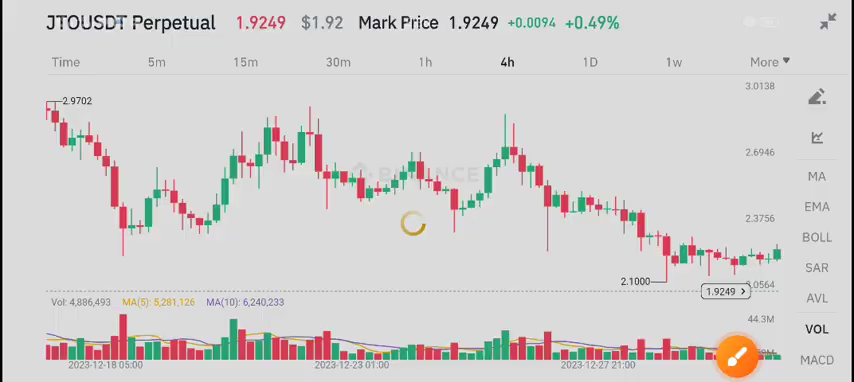 JTOUSDT Perpetual 1.9249 $1.92 Mark Price 1.9249 +0.0094 +0.49%
Time 5m 15m 30m 1h 4h 1D 1w More
3.0138
2.9702
2.6946
BINANCE
2.3756
2.1000
2.0564
1.9249
MA
EMA
BOLL
SAR
AVL
VOL
MACD
Vol: 4,886,493 MA(5): 5,281,126 MA(10): 6,240,233
44.3M
2023-12-18 05:00 2023-12-23 01:00 2023-12-27 21:00